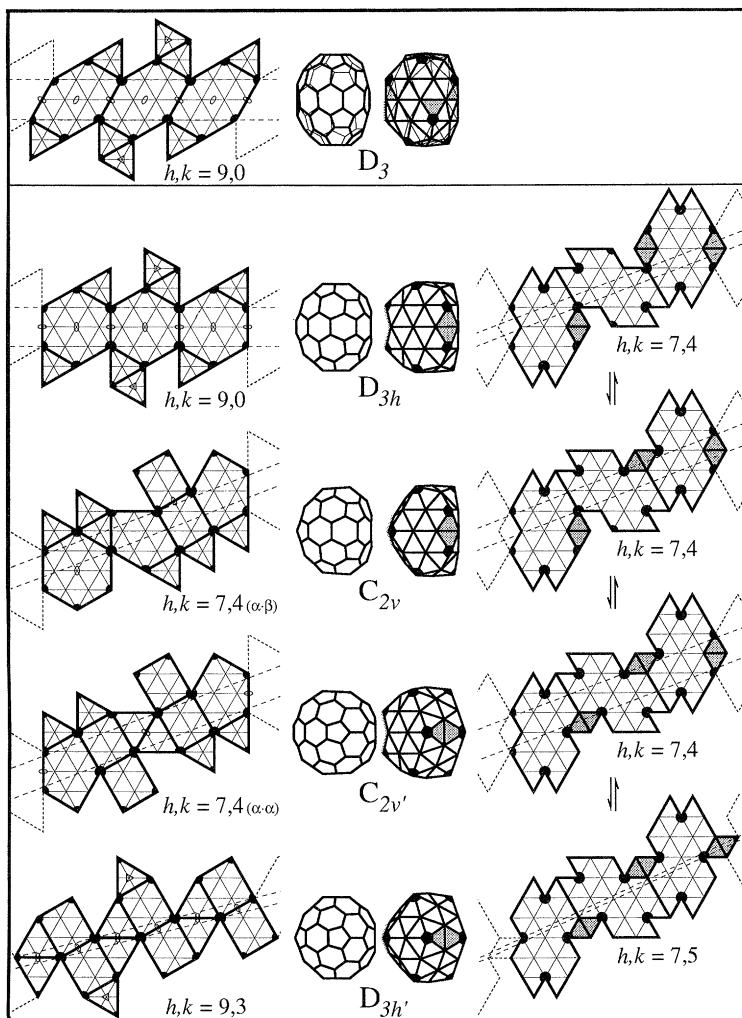 h,k = 9,0
D3
h,k = 9,0
D3h
h,k = 7,4
h,k = 7,4 (α·β)
C2v
h,k = 7,4
h,k = 7,4 (α·α)
C2v'
h,k = 7,4
h,k = 9,3
D3h'
h,k = 7,5